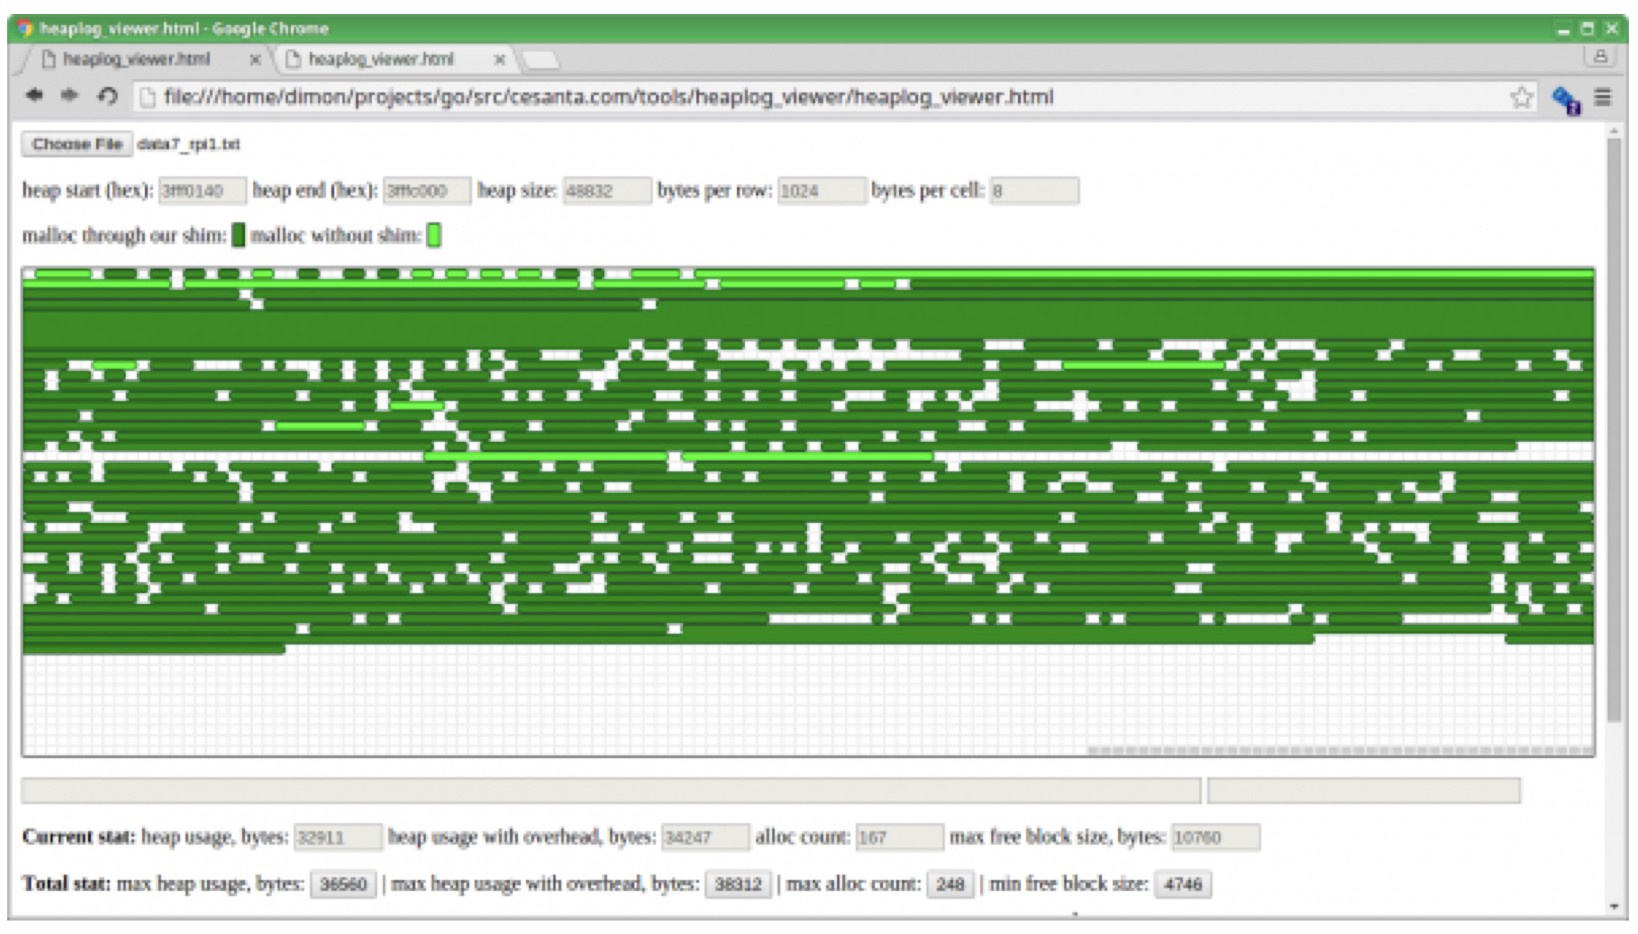 heaplog_viewer.html - Google Chrome
heaplog_viewer.html heaplog_viewer.html
file:///home/dimon/projects/go/src/cesanta.com/tools/heaplog_viewer/heaplog_viewer.html
Choose File data7_rpi1.txt
heap start (hex): 3fff0140 heap end (hex): 3fffc000 heap size: 48832 bytes per row: 1024 bytes per cell: 8
malloc through our shim: malloc without shim:
Current stat: heap usage, bytes: 32911 heap usage with overhead, bytes: 34247 alloc count: 167 max free block size, bytes: 10760
Total stat: max heap usage, bytes: 36560 | max heap usage with overhead, bytes: 38312 | max alloc count: 248 | min free block size: 4746